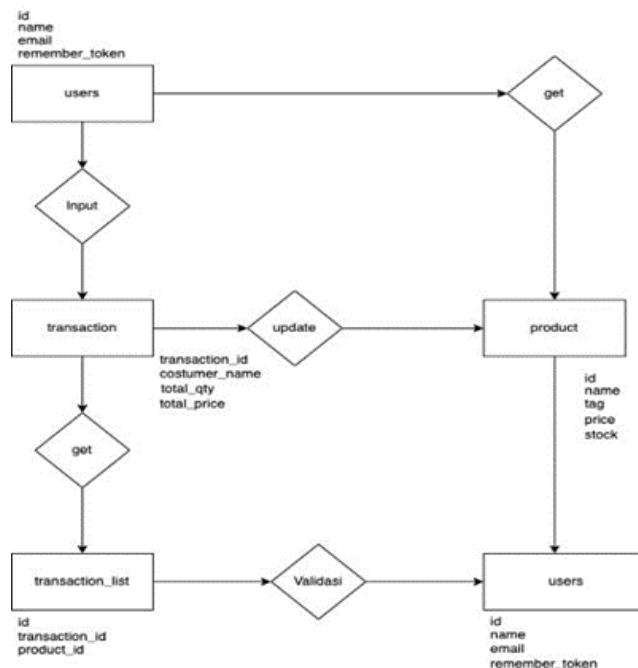 id
name
email
remember_token
users
get
Input
transaction
update
product
transaction_id
costumer_name
total_qty
total_price
id
name
tag
price
stock
get
transaction_list
Validasi
users
id
transaction_id
product_id
id
name
email
remember_token